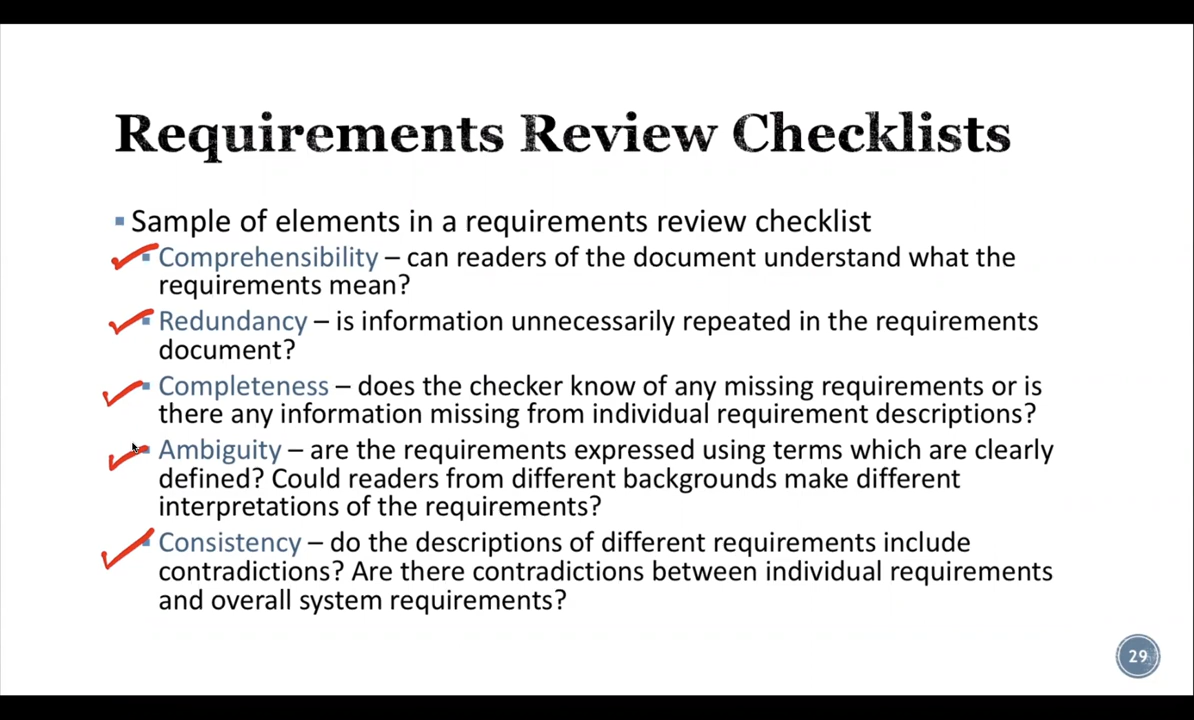 Requirements Review Checklists
▪ Sample of elements in a requirements review checklist
▪ Comprehensibility – can readers of the document understand what the
requirements mean?
▪ Redundancy – is information unnecessarily repeated in the requirements
document?
▪ Completeness – does the checker know of any missing requirements or is
there any information missing from individual requirement descriptions?
▪ Ambiguity – are the requirements expressed using terms which are clearly
defined? Could readers from different backgrounds make different
interpretations of the requirements?
▪ Consistency – do the descriptions of different requirements include
contradictions? Are there contradictions between individual requirements
and overall system requirements?
29